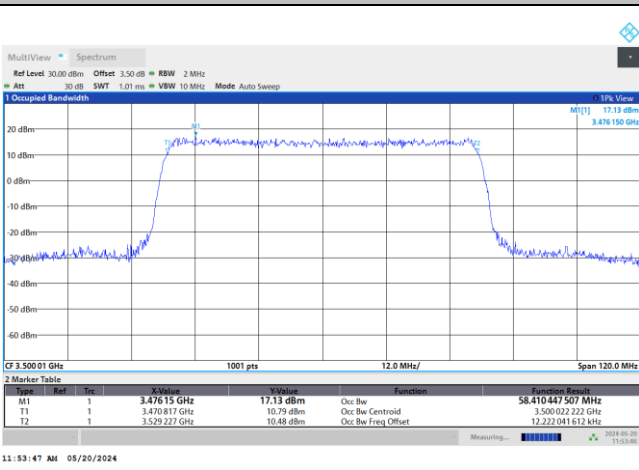 MultiView Spectrum
Ref Level 30.00 dBm Offset 3.50 dB RBW 2 MHz
Att 30 dB SWT 1.01 ms VBW 10 MHz Mode Auto Sweep
1 Occupied Bandwidth 1Pk View
M1[1] 17.13 dBm
3.476 150 GHz
M1
20 dBm
T1 T2
10 dBm
0 dBm
-10 dBm
-20 dBm
-30 dBm
-40 dBm
-50 dBm
-60 dBm
CF 3.500 01 GHz 1001 pts 12.0 MHz/ Span 120.0 MHz
2 Marker Table
Type Ref Trc X-Value Y-Value Function Function Result
M1 1 3.476 15 GHz 17.13 dBm Occ Bw 58.410 447 507 MHz
T1 1 3.470 817 GHz 10.79 dBm Occ Bw Centroid 3.500 022 222 GHz
T2 1 3.529 227 GHz 10.48 dBm Occ Bw Freq Offset 12.222 041 612 kHz
Measuring... 2024-05-20
11:53:46
11:53:47 AM 05/20/2024